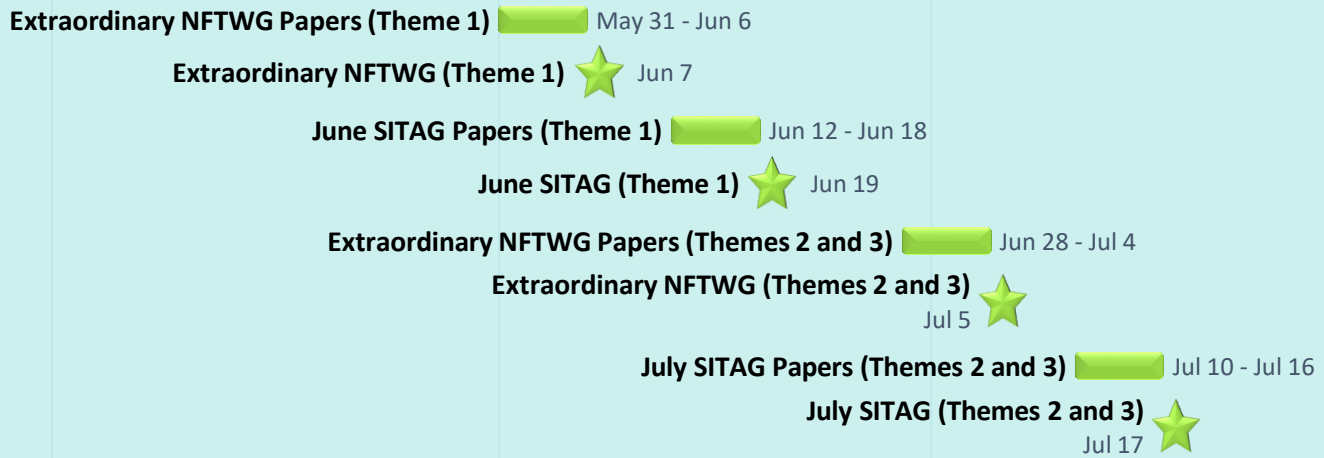 Extraordinary NFTWG Papers (Theme 1) May 31 - Jun 6
Extraordinary NFTWG (Theme 1) Jun 7
June SITAG Papers (Theme 1) Jun 12 - Jun 18
June SITAG (Theme 1) Jun 19
Extraordinary NFTWG Papers (Themes 2 and 3) Jun 28 - Jul 4
Extraordinary NFTWG (Themes 2 and 3)
Jul 5
July SITAG Papers (Themes 2 and 3) Jul 10 - Jul 16
July SITAG (Themes 2 and 3)
Jul 17